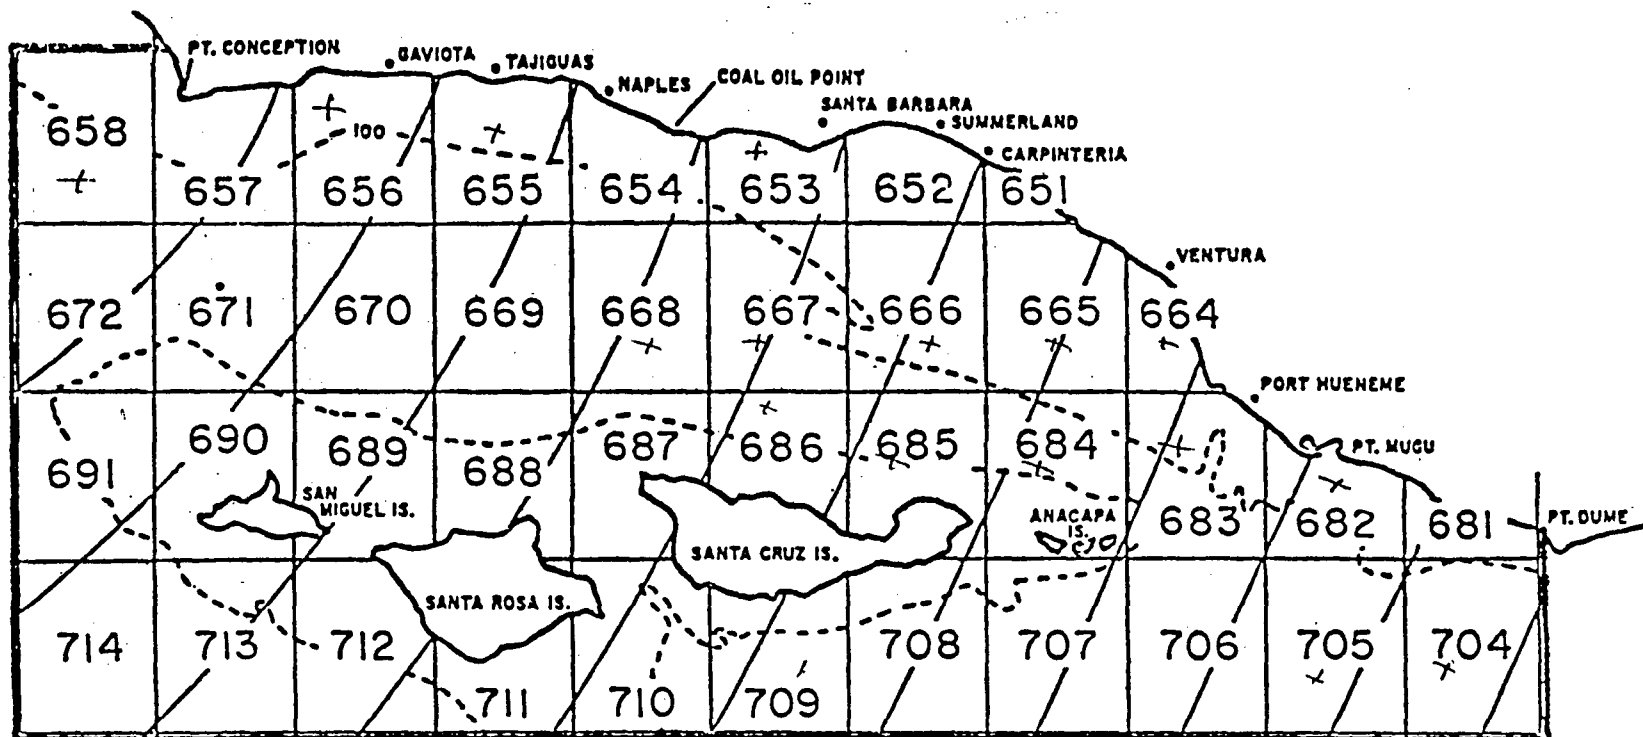 PT. CONCEPTION
GAVIOTA
TAJIGUAS
NAPLES
COAL OIL POINT
SANTA BARBARA
SUMMERLAND
CARPINTERIA
658
100
657
656
655
654
653
652
651
VENTURA
672
671
670
669
668
667
666
665
664
PORT HUENEME
691
690
689
688
687
686
685
684
PT. MUGU
SAN
MIGUEL IS.
ANACAPA
IS.
683
682
681
PT. DUME
SANTA CRUZ IS.
SANTA ROSA IS.
714
713
712
711
710
709
708
707
706
705
704